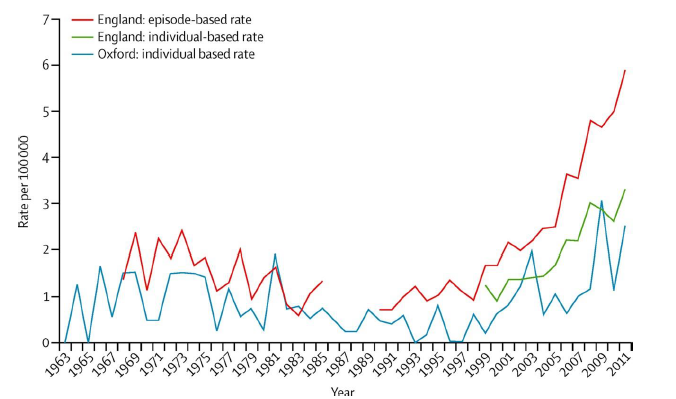 7
England: episode-based rate
England: individual-based rate
Oxford: individual based rate
6
5
4
3
2
1
0
Rate per 100 000
1963 1965 1967 1969 1971 1973 1975 1977 1979 1981 1983 1985 1987 1989 1991 1993 1995 1997 1999 2001 2003 2005 2007 2009 2011
Year